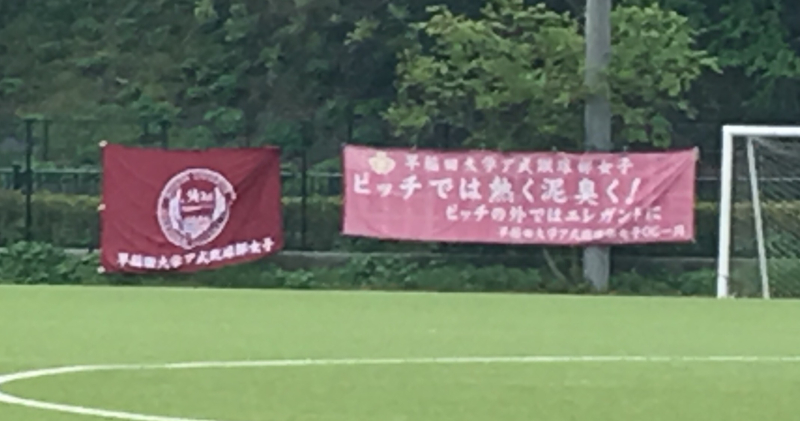 早稲田大学ア式蹴球部女子
早稲田大学ア式蹴球部女子
ピッチでは熱く泥臭く！
ピッチの外ではエレガントに
早稲田大学ア式蹴球部女子OG一同